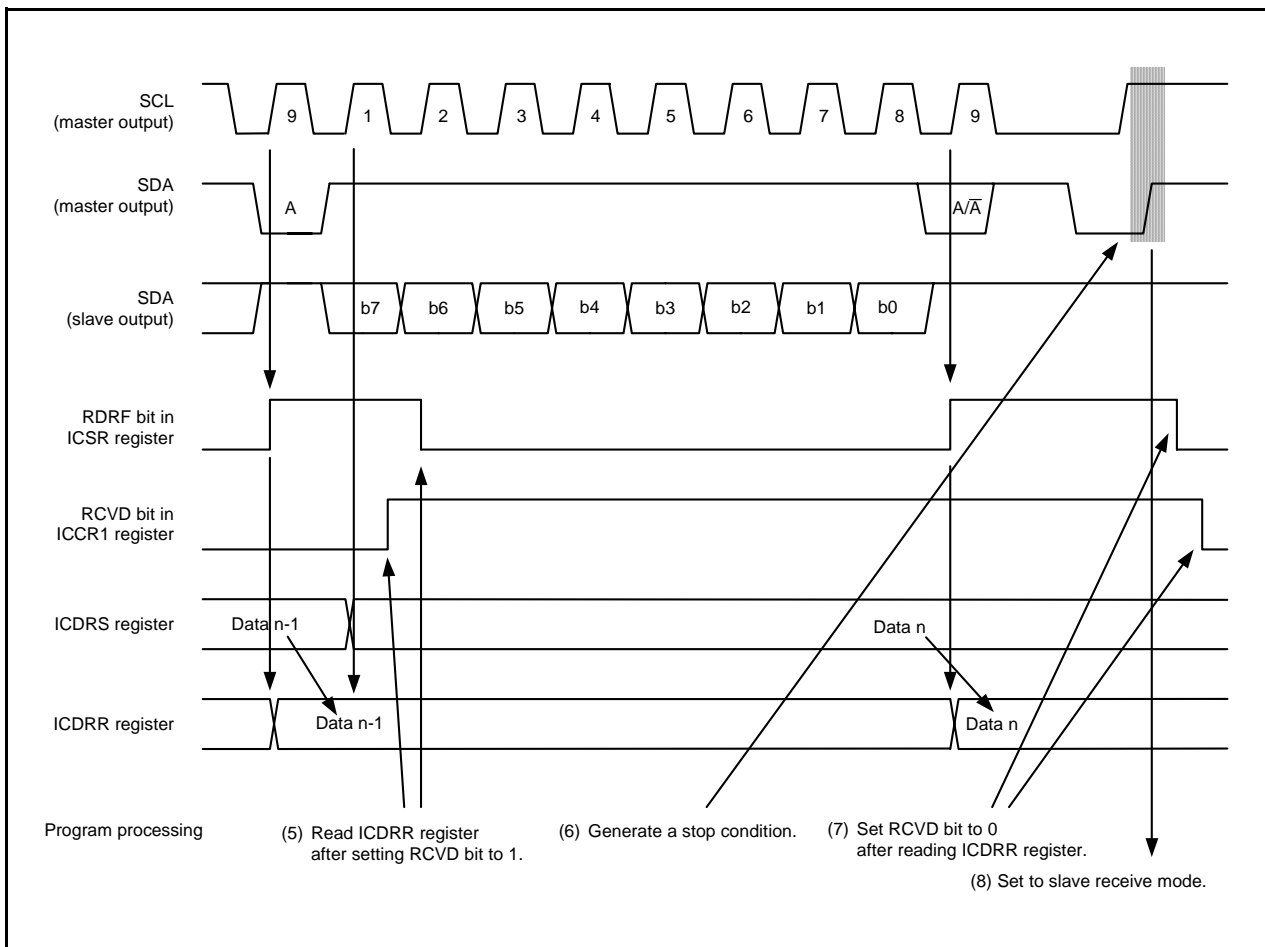 SCL
(master output)
9 1 2 3 4 5 6 7 8 9
SDA
(master output)
A A/A̅
SDA
(slave output)
b7 b6 b5 b4 b3 b2 b1 b0
RDRF bit in
ICSR register
RCVD bit in
ICCR1 register
ICDRS register
Data n-1 Data n
ICDRR register
Data n-1 Data n
Program processing
(5) Read ICDRR register
after setting RCVD bit to 1.
(6) Generate a stop condition.
(7) Set RCVD bit to 0
after reading ICDRR register.
(8) Set to slave receive mode.